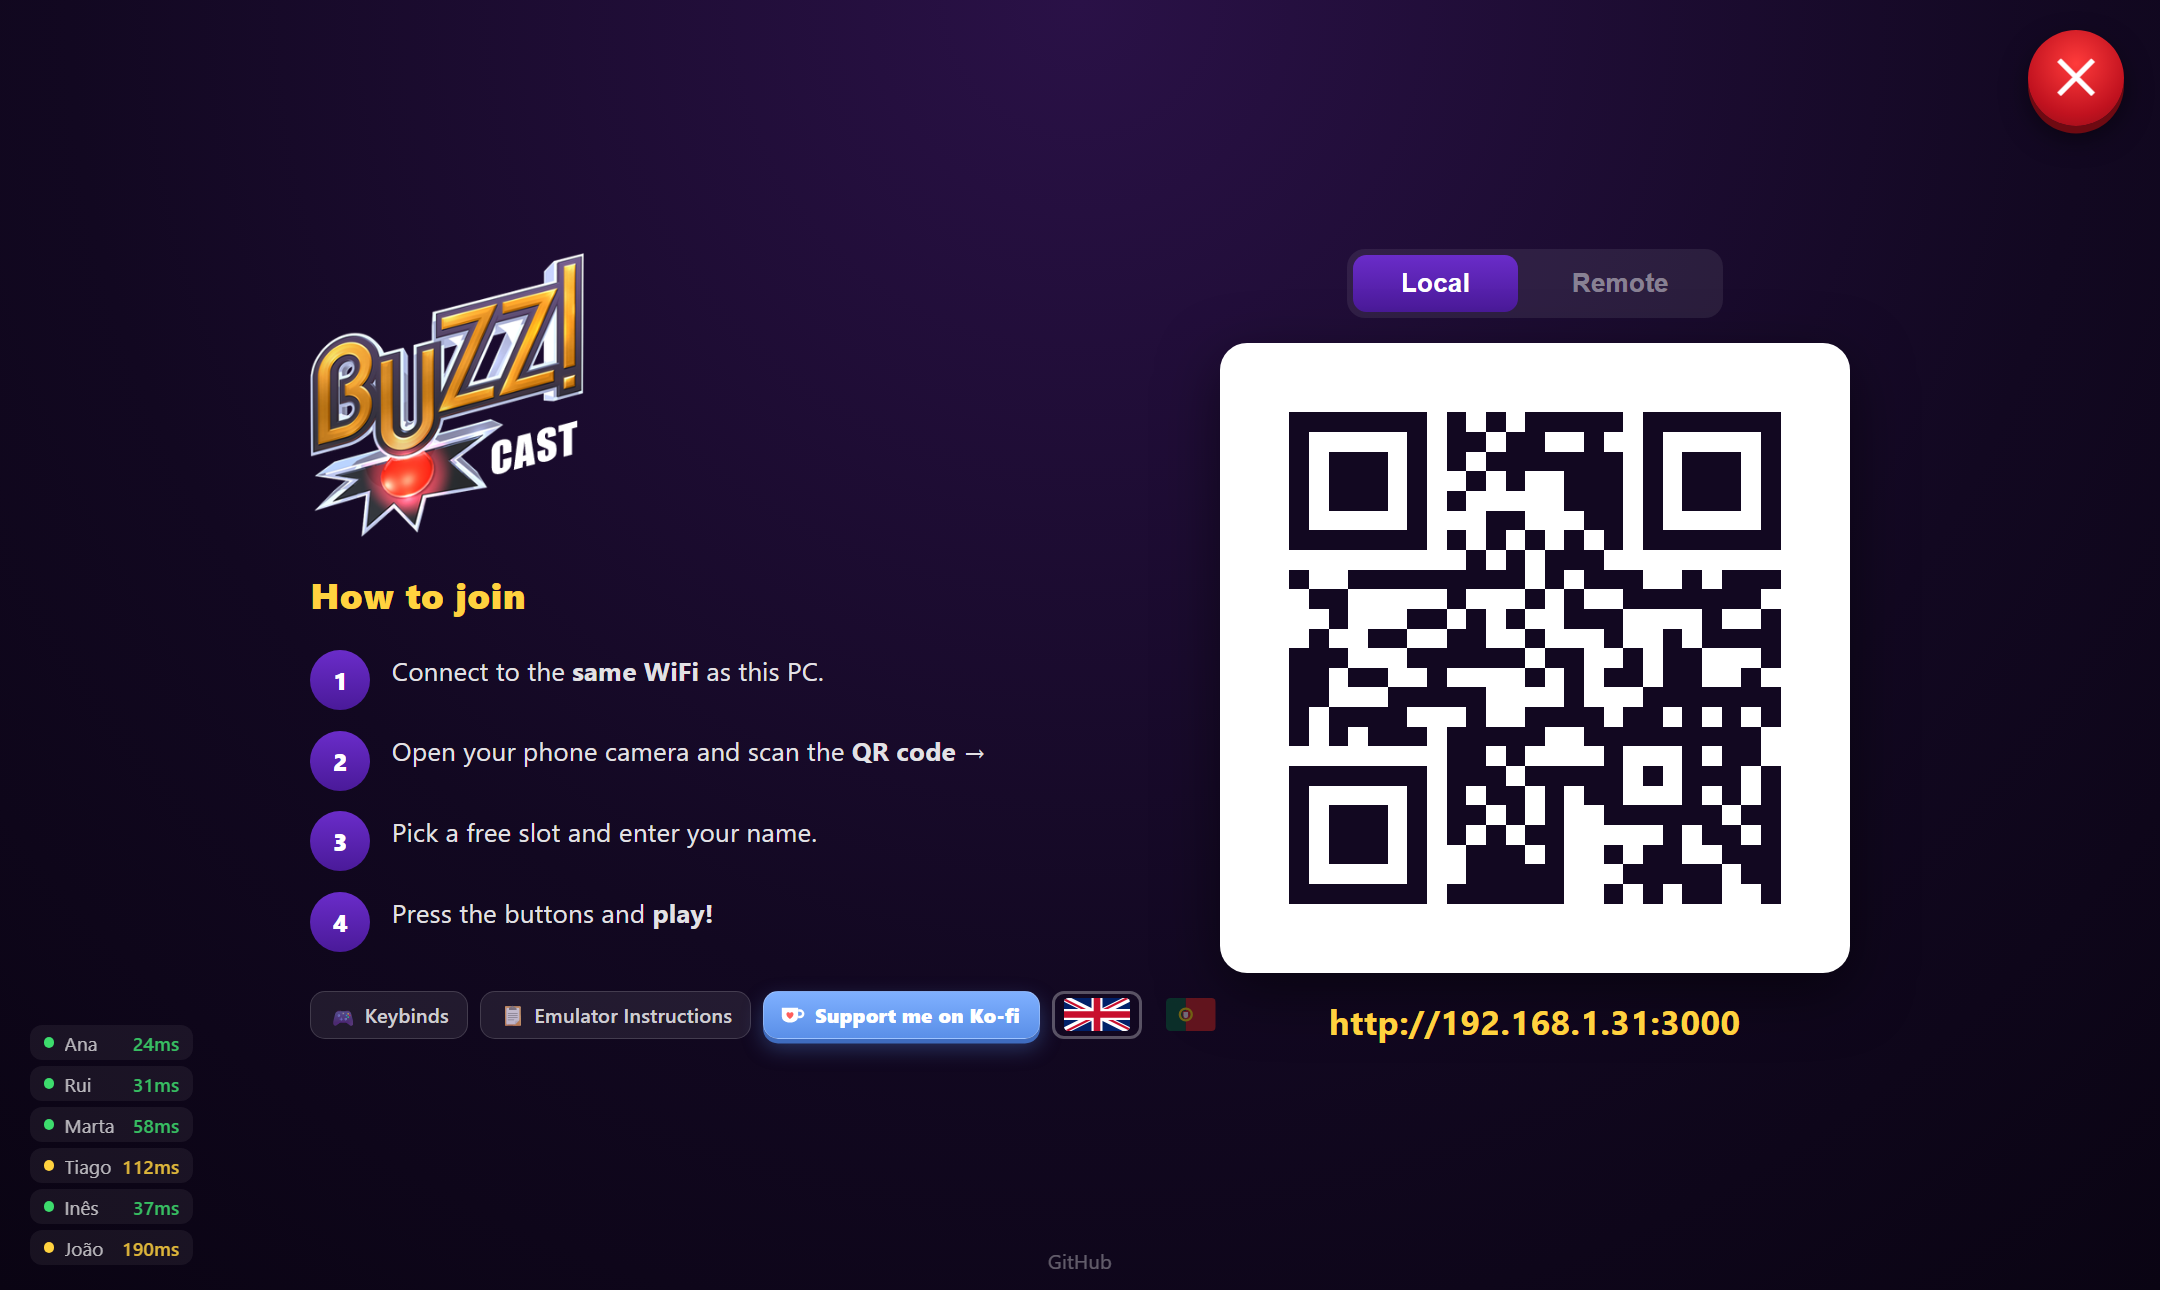 BUZZ!
CAST
How to join
1 Connect to the same WiFi as this PC.
2 Open your phone camera and scan the QR code →
3 Pick a free slot and enter your name.
4 Press the buttons and play!
Keybinds
Emulator Instructions
Support me on Ko-fi
Local
Remote
http://192.168.1.31:3000
Ana 24ms
Rui 31ms
Marta 58ms
Tiago 112ms
Inês 37ms
João 190ms
GitHub